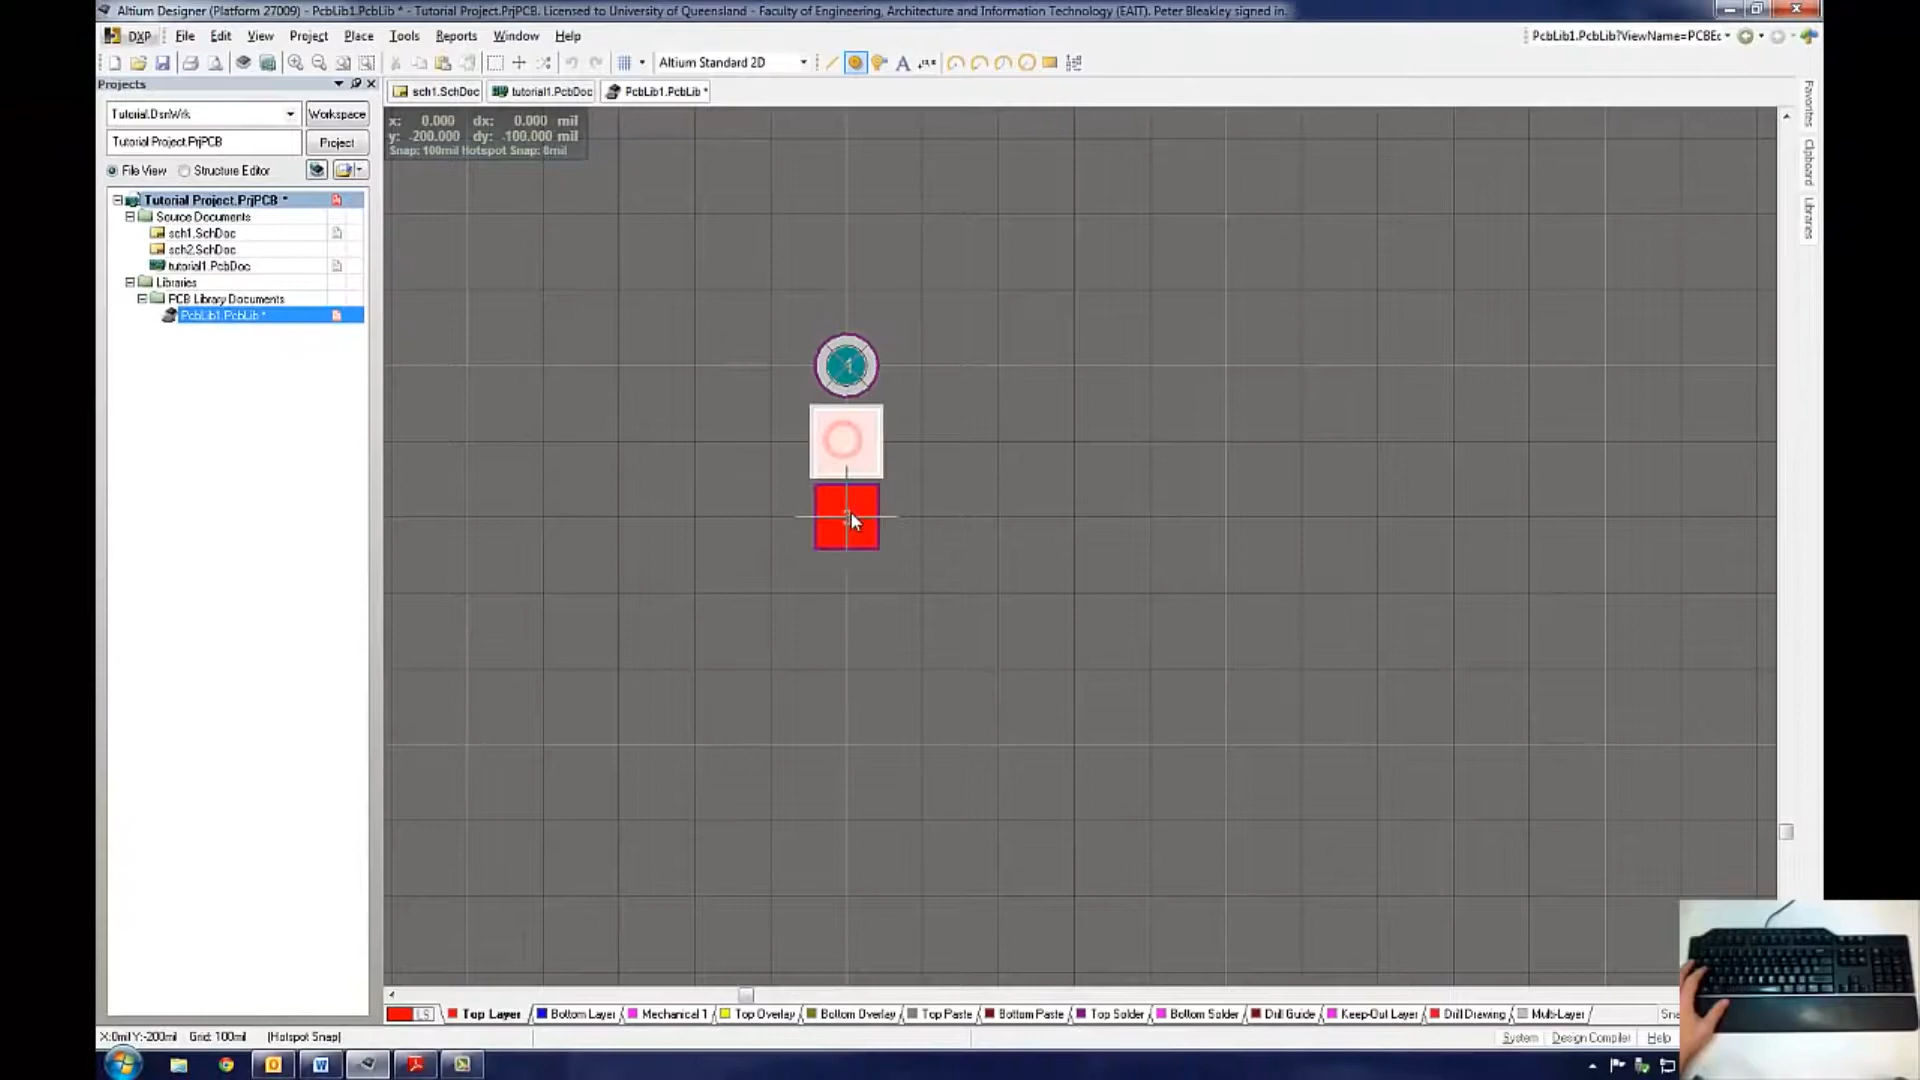 Altium Designer (Platform 27009) - PcbLib1.PcbLib * - Tutorial Project.PrjPCB. Licensed to University of Queensland - Faculty of Engineering, Architecture and Information Technology (EAIT). Peter Bleakley signed in.
DXP File Edit View Project Place Tools Reports Window Help PcbLib1.PcbLib?ViewName=PCBEc
Altium Standard 2D
Projects
sch1.SchDoc tutorial1.PcbDoc PcbLib1.PcbLib *
Tutorial.DsnWrk Workspace
Tutorial Project.PrjPCB Project
File View Structure Editor
Tutorial Project.PrjPCB *
Source Documents
sch1.SchDoc
sch2.SchDoc
tutorial1.PcbDoc
Libraries
PCB Library Documents
PcbLib1.PcbLib *
x: 0.000 dx: 0.000 mil
y: -200.000 dy: -100.000 mil
Snap: 100mil Hotspot Snap: 8mil
Favorites
Clipboard
Libraries
LS Top Layer Bottom Layer Mechanical 1 Top Overlay Bottom Overlay Top Paste Bottom Paste Top Solder Bottom Solder Drill Guide Keep-Out Layer Drill Drawing Multi-Layer
X:0mil Y:-200mil Grid: 100mil (Hotspot Snap)
System Design Compiler Help